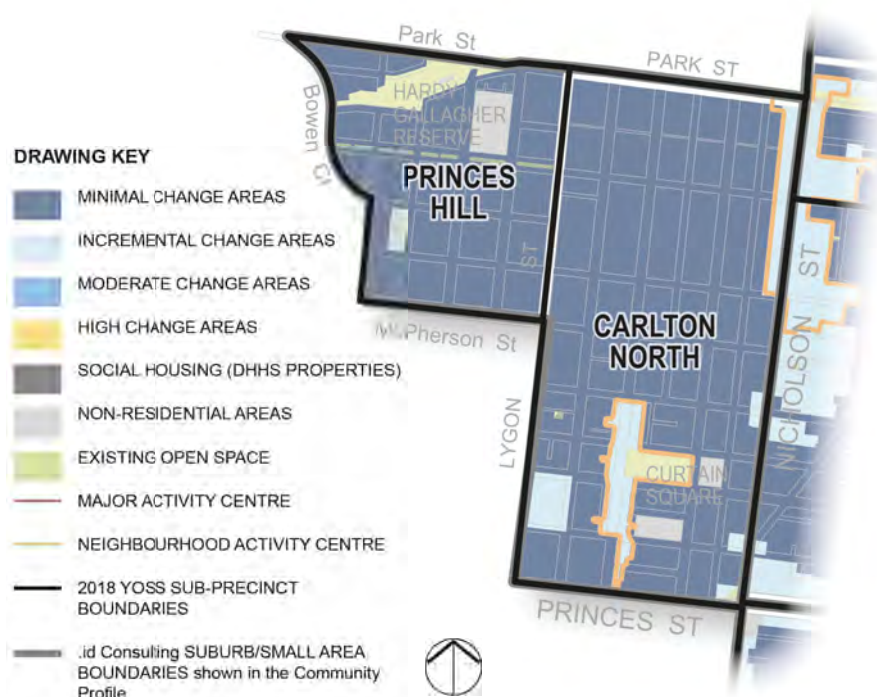 Park St
PARK ST
Bowen Cr
HARDY
GALLAGHER
RESERVE
PRINCES
HILL
ST
McPherson St
CARLTON
NORTH
NICHOLSON ST
LYGON
CURTAIN
SQUARE
PRINCES ST
DRAWING KEY
MINIMAL CHANGE AREAS
INCREMENTAL CHANGE AREAS
MODERATE CHANGE AREAS
HIGH CHANGE AREAS
SOCIAL HOUSING (DHHS PROPERTIES)
NON-RESIDENTIAL AREAS
EXISTING OPEN SPACE
MAJOR ACTIVITY CENTRE
NEIGHBOURHOOD ACTIVITY CENTRE
2018 YOSS SUB-PRECINCT
BOUNDARIES
.id Consulting SUBURB/SMALL AREA
BOUNDARIES shown in the Community
Profile